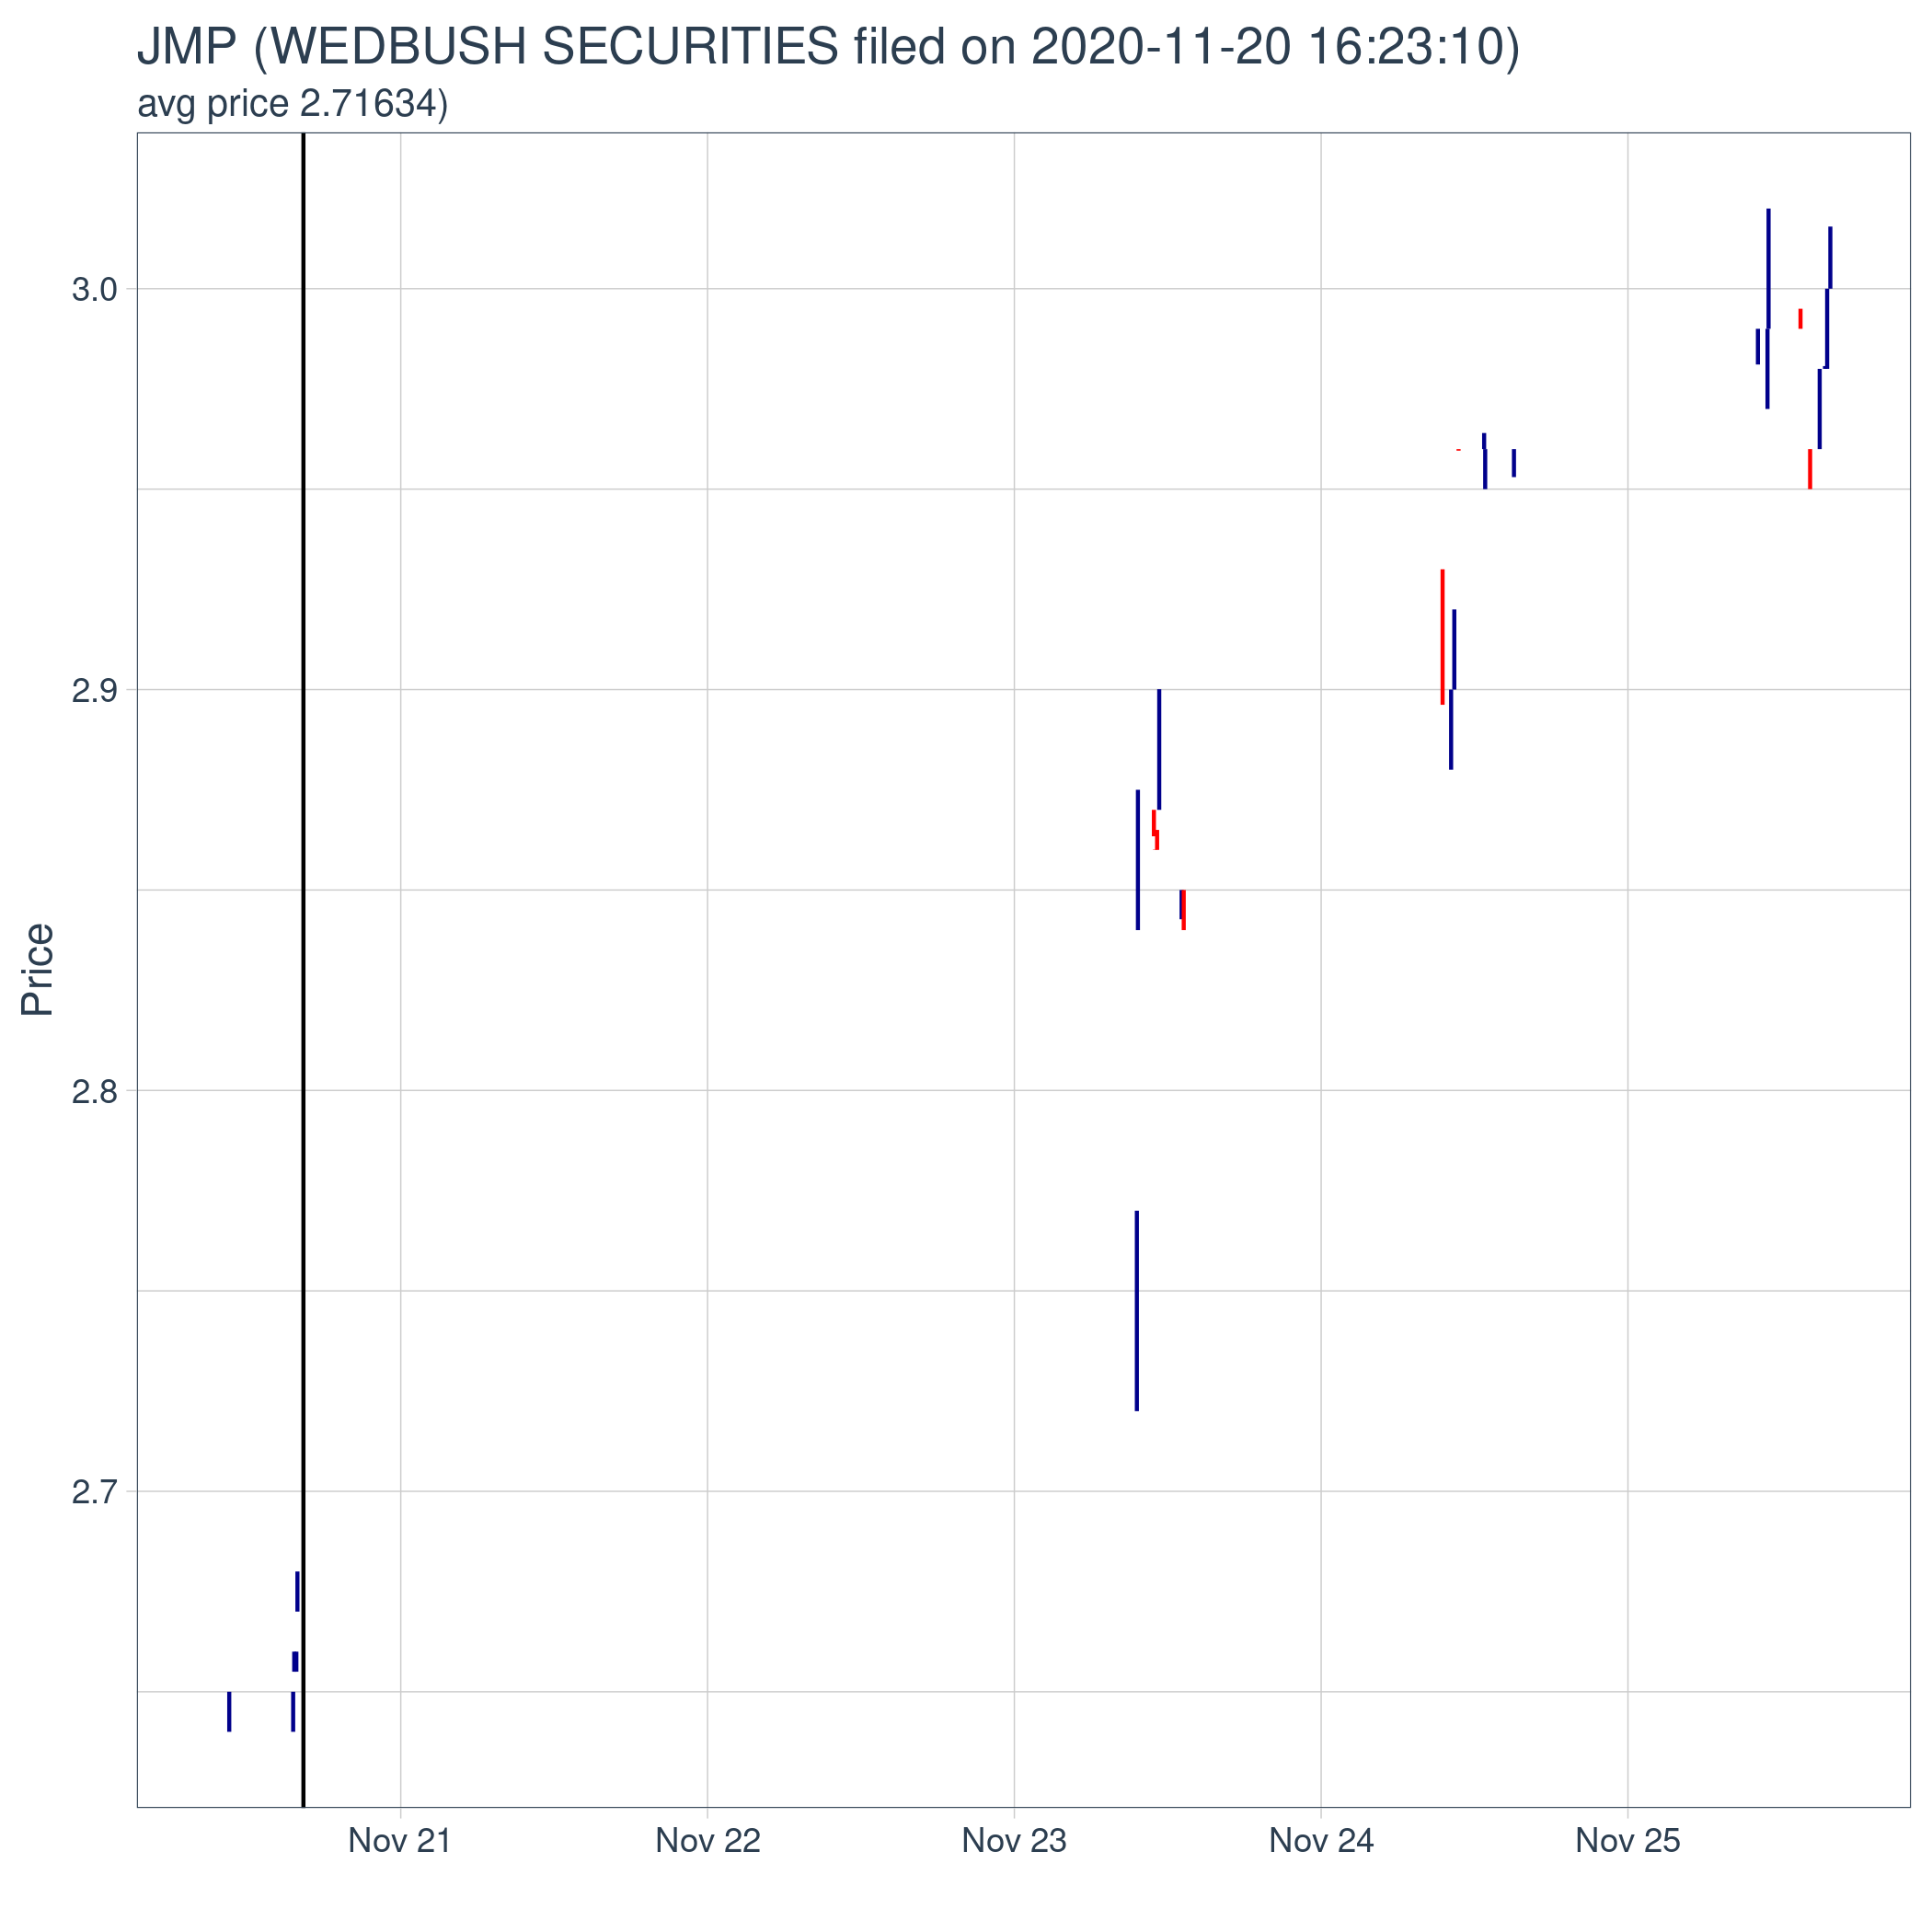 JMP (WEDBUSH SECURITIES filed on 2020-11-20 16:23:10)
avg price 2.71634)
3.0
2.9
2.8
2.7
Price
Nov 21 Nov 22 Nov 23 Nov 24 Nov 25